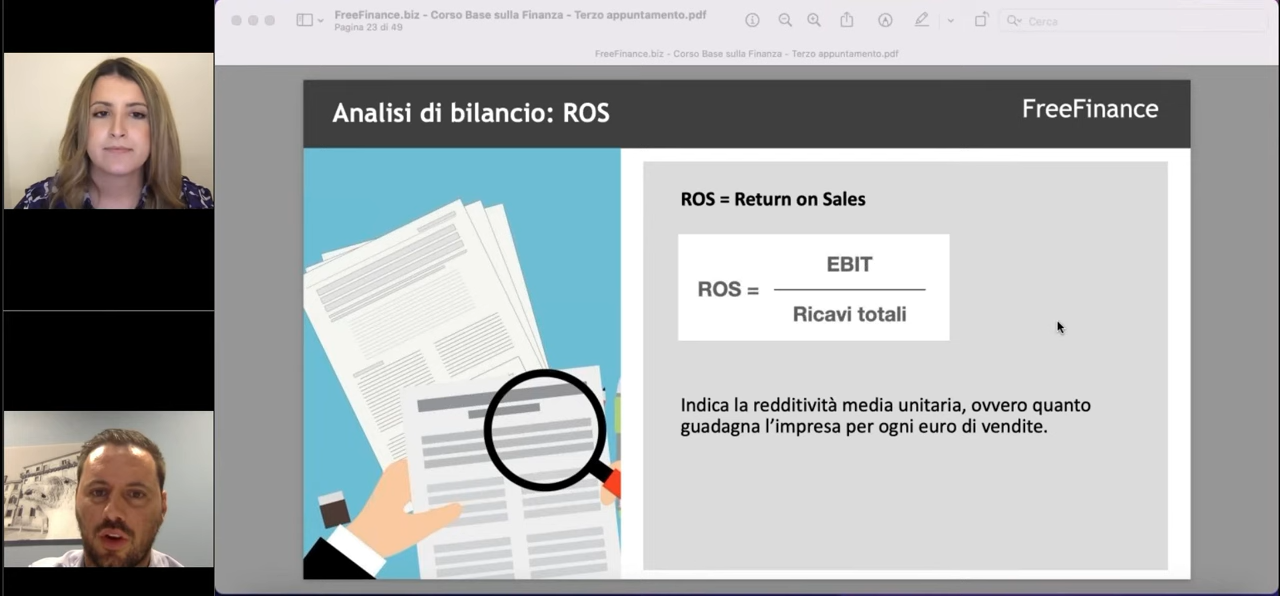 FreeFinance.biz - Corso Base sulla Finanza - Terzo appuntamento.pdf
Pagina 23 di 49
Cerca
FreeFinance.biz - Corso Base sulla Finanza - Terzo appuntamento.pdf
Analisi di bilancio: ROS
FreeFinance
ROS = Return on Sales
ROS =
EBIT
Ricavi totali
Indica la redditività media unitaria, ovvero quanto
guadagna l’impresa per ogni euro di vendite.